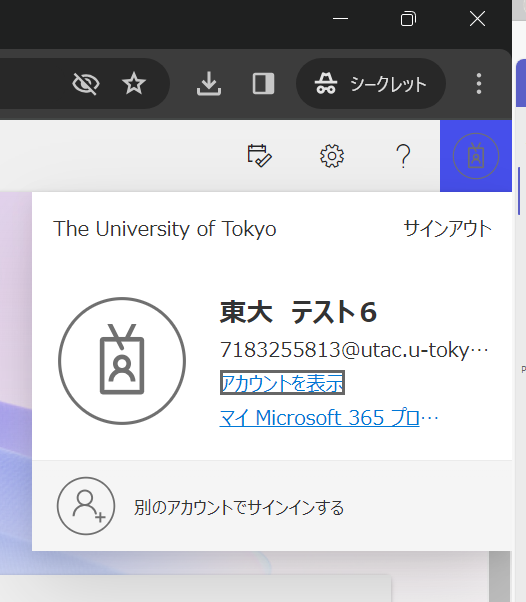 シークレット
?
The University of Tokyo サインアウト
東大　テスト６
7183255813@utac.u-toky…
アカウントを表示
マイ Microsoft 365 プロ…
別のアカウントでサインインする